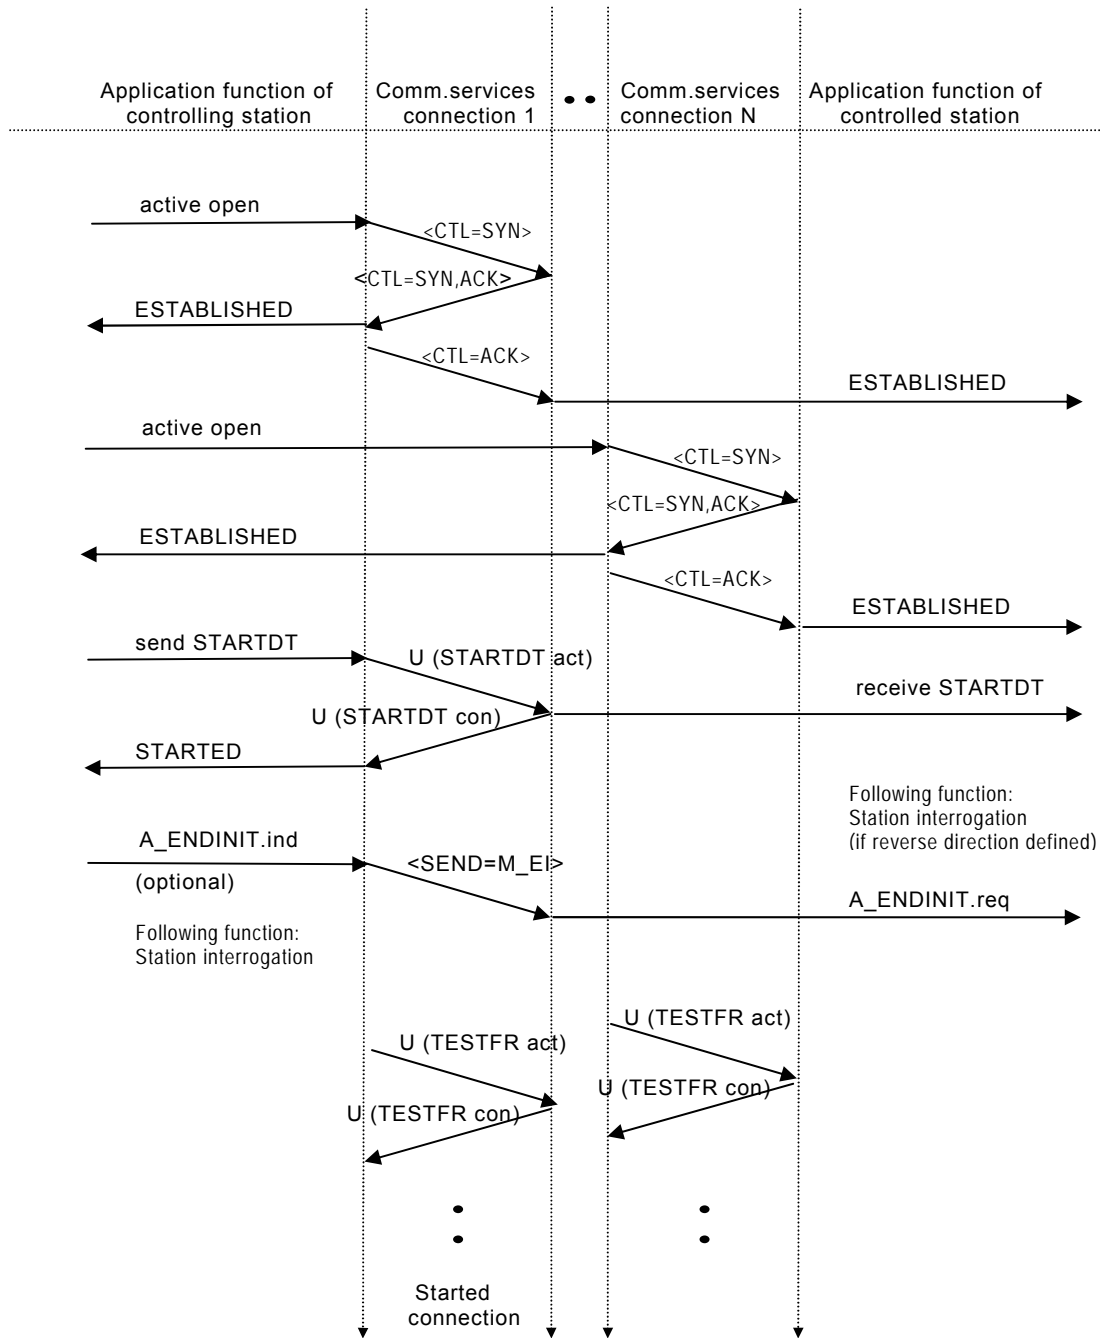 Application function of
controlling station
Comm.services
connection 1
Comm.services
connection N
Application function of
controlled station
active open
<CTL=SYN>
<CTL=SYN,ACK>
ESTABLISHED
<CTL=ACK>
ESTABLISHED
active open
<CTL=SYN>
<CTL=SYN,ACK>
ESTABLISHED
<CTL=ACK>
ESTABLISHED
send STARTDT
U (STARTDT act)
receive STARTDT
U (STARTDT con)
STARTED
Following function:
Station interrogation
(if reverse direction defined)
A_ENDINIT.ind
(optional)
<SEND=M_EI>
A_ENDINIT.req
Following function:
Station interrogation
U (TESTFR act)
U (TESTFR act)
U (TESTFR con)
U (TESTFR con)
Started
connection